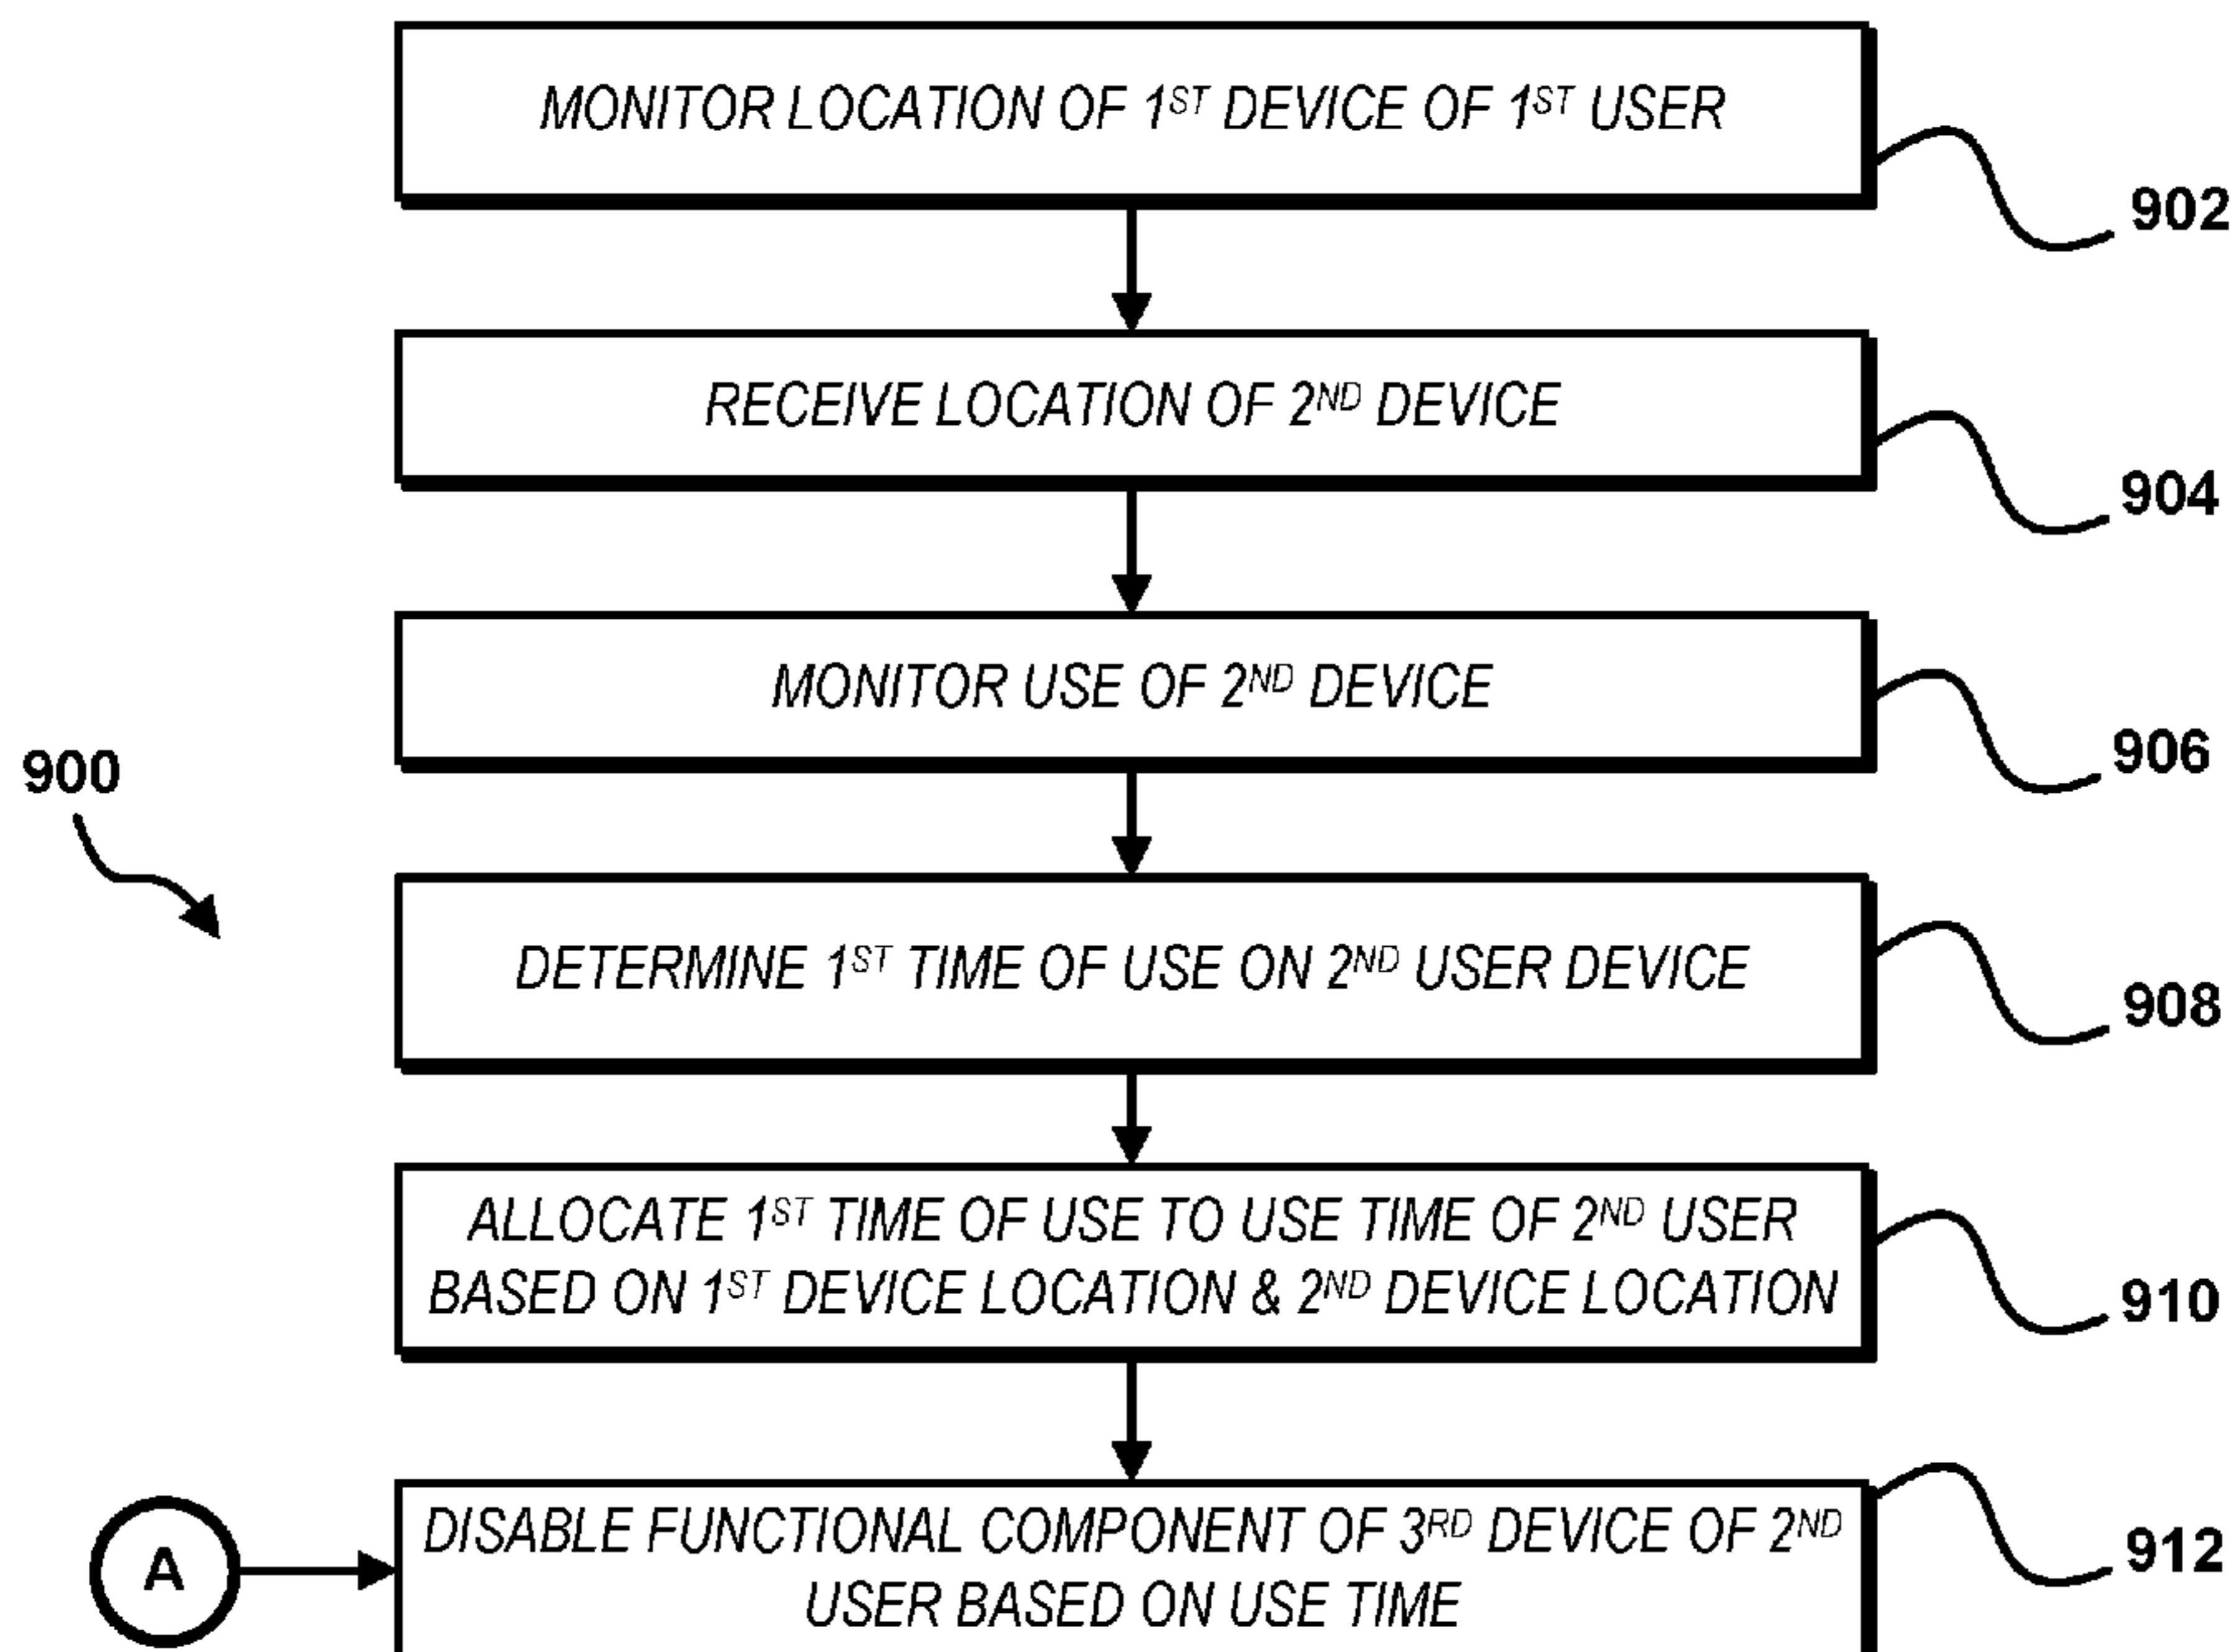 MONITOR LOCATION OF 1ST DEVICE OF 1ST USER
902
RECEIVE LOCATION OF 2ND DEVICE
904
MONITOR USE OF 2ND DEVICE
906
900
DETERMINE 1ST TIME OF USE ON 2ND USER DEVICE
908
ALLOCATE 1ST TIME OF USE TO USE TIME OF 2ND USER
BASED ON 1ST DEVICE LOCATION & 2ND DEVICE LOCATION
910
DISABLE FUNCTIONAL COMPONENT OF 3RD DEVICE OF 2ND
USER BASED ON USE TIME
912
A